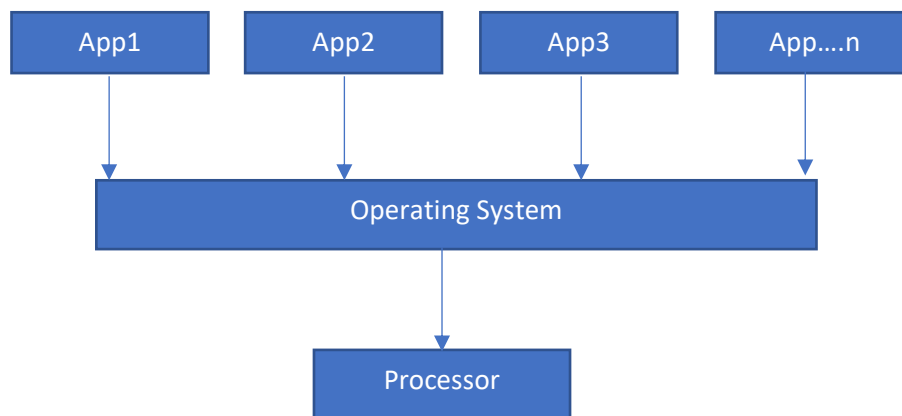 App1
App2
App3
App….n
Operating System
Processor